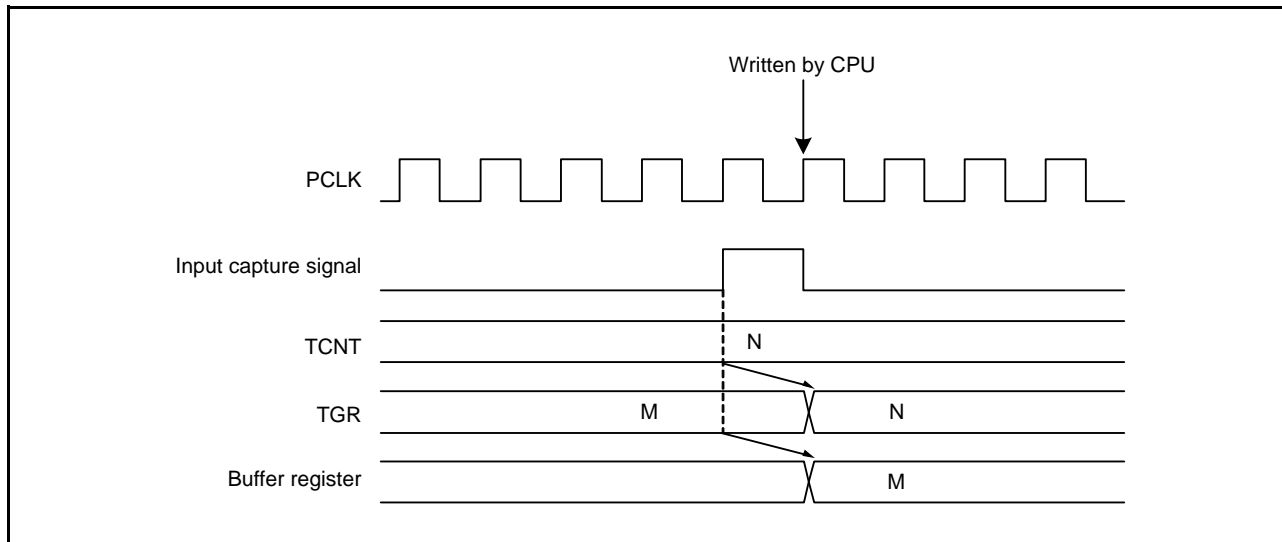 Written by CPU
PCLK
Input capture signal
TCNT
N
TGR
M
N
Buffer register
M